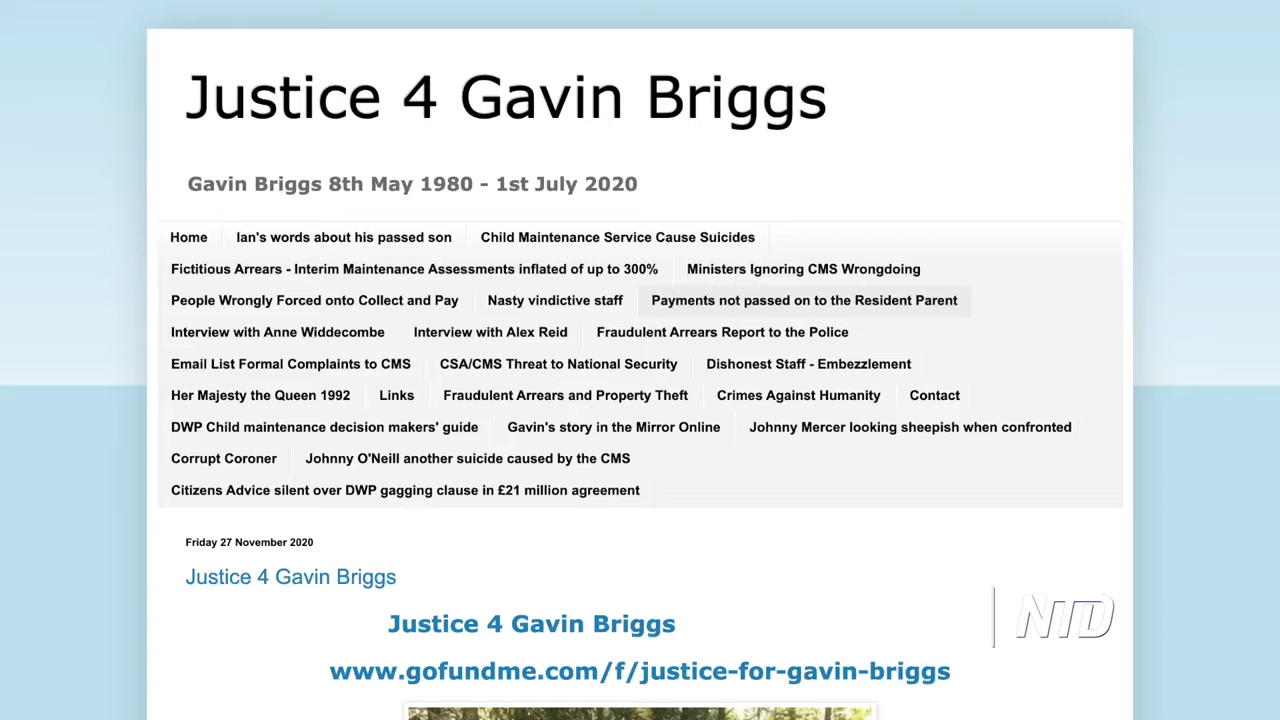 Justice 4 Gavin Briggs
Gavin Briggs 8th May 1980 - 1st July 2020
Home Ian's words about his passed son Child Maintenance Service Cause Suicides
Fictitious Arrears - Interim Maintenance Assessments inflated of up to 300% Ministers Ignoring CMS Wrongdoing
People Wrongly Forced onto Collect and Pay Nasty vindictive staff Payments not passed on to the Resident Parent
Interview with Anne Widdecombe Interview with Alex Reid Fraudulent Arrears Report to the Police
Email List Formal Complaints to CMS CSA/CMS Threat to National Security Dishonest Staff - Embezzlement
Her Majesty the Queen 1992 Links Fraudulent Arrears and Property Theft Crimes Against Humanity Contact
DWP Child maintenance decision makers' guide Gavin's story in the Mirror Online Johnny Mercer looking sheepish when confronted
Corrupt Coroner Johnny O'Neill another suicide caused by the CMS
Citizens Advice silent over DWP gagging clause in £21 million agreement
Friday 27 November 2020
Justice 4 Gavin Briggs
Justice 4 Gavin Briggs
NTD
www.gofundme.com/f/justice-for-gavin-briggs